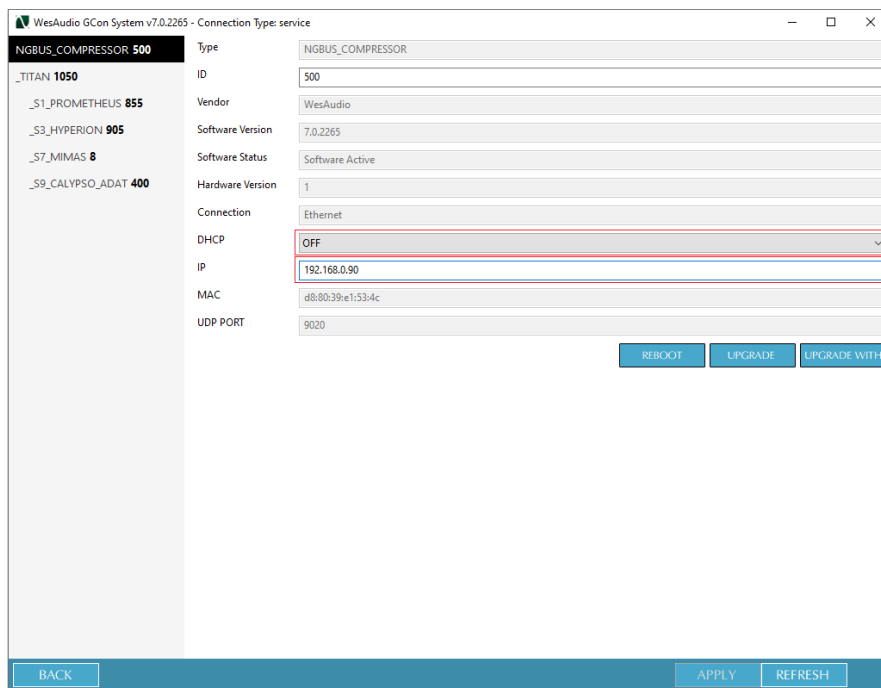 WesAudio GCon System v7.0.2265 - Connection Type: service
NGBUS_COMPRESSOR 500
_TITAN 1050
_S1_PROMETHEUS 855
_S3_HYPERION 905
_S7_MIMAS 8
_S9_CALYPSO_ADAT 400
Type NGBUS_COMPRESSOR
ID 500
Vendor WesAudio
Software Version 7.0.2265
Software Status Software Active
Hardware Version 1
Connection Ethernet
DHCP OFF
IP 192.168.0.90
MAC d8:80:39:e1:53:4c
UDP PORT 9020
REBOOT UPGRADE UPGRADE WITH
BACK APPLY REFRESH